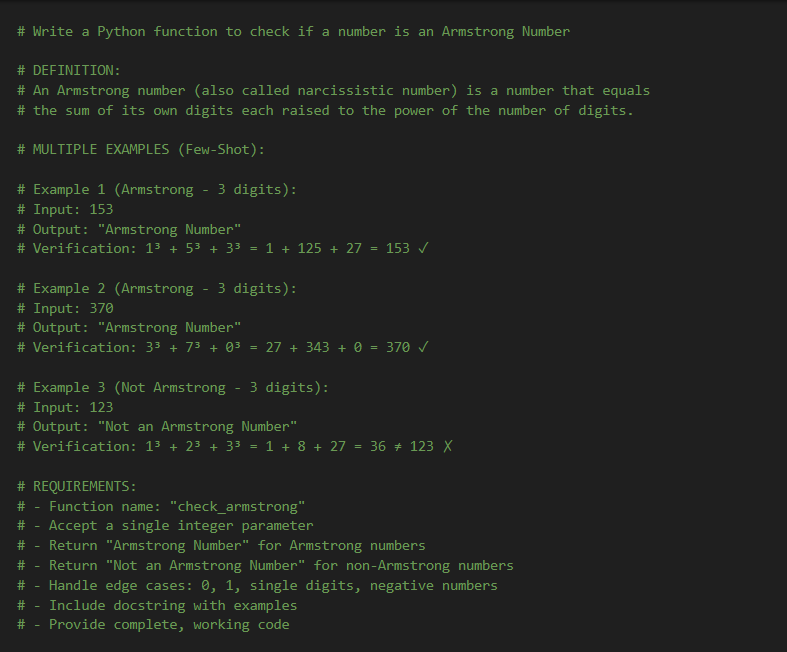 # Write a Python function to check if a number is an Armstrong Number
# DEFINITION:
# An Armstrong number (also called narcissistic number) is a number that equals
# the sum of its own digits each raised to the power of the number of digits.
# MULTIPLE EXAMPLES (Few-Shot):
# Example 1 (Armstrong - 3 digits):
# Input: 153
# Output: "Armstrong Number"
# Verification: 1³ + 5³ + 3³ = 1 + 125 + 27 = 153 ✓
# Example 2 (Armstrong - 3 digits):
# Input: 370
# Output: "Armstrong Number"
# Verification: 3³ + 7³ + 0³ = 27 + 343 + 0 = 370 ✓
# Example 3 (Not Armstrong - 3 digits):
# Input: 123
# Output: "Not an Armstrong Number"
# Verification: 1³ + 2³ + 3³ = 1 + 8 + 27 = 36 ≠ 123 ✗
# REQUIREMENTS:
# - Function name: "check_armstrong"
# - Accept a single integer parameter
# - Return "Armstrong Number" for Armstrong numbers
# - Return "Not an Armstrong Number" for non-Armstrong numbers
# - Handle edge cases: 0, 1, single digits, negative numbers
# - Include docstring with examples
# - Provide complete, working code